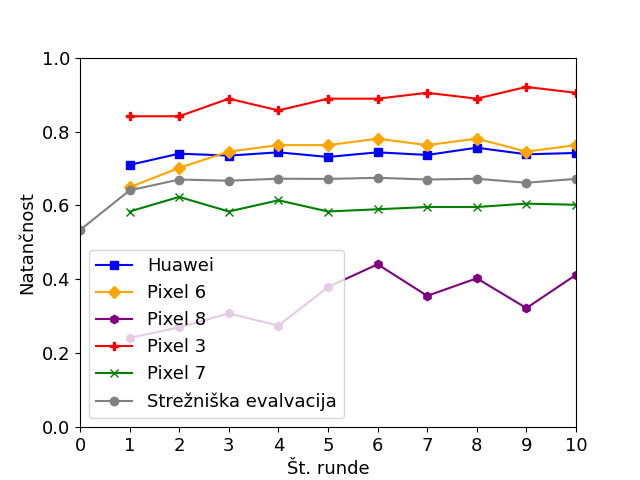 1.0
0.8
0.6
0.4
0.2
0.0
Natančnost
Huawei
Pixel 6
Pixel 8
Pixel 3
Pixel 7
Strežniška evalvacija
0 1 2 3 4 5 6 7 8 9 10
Št. runde